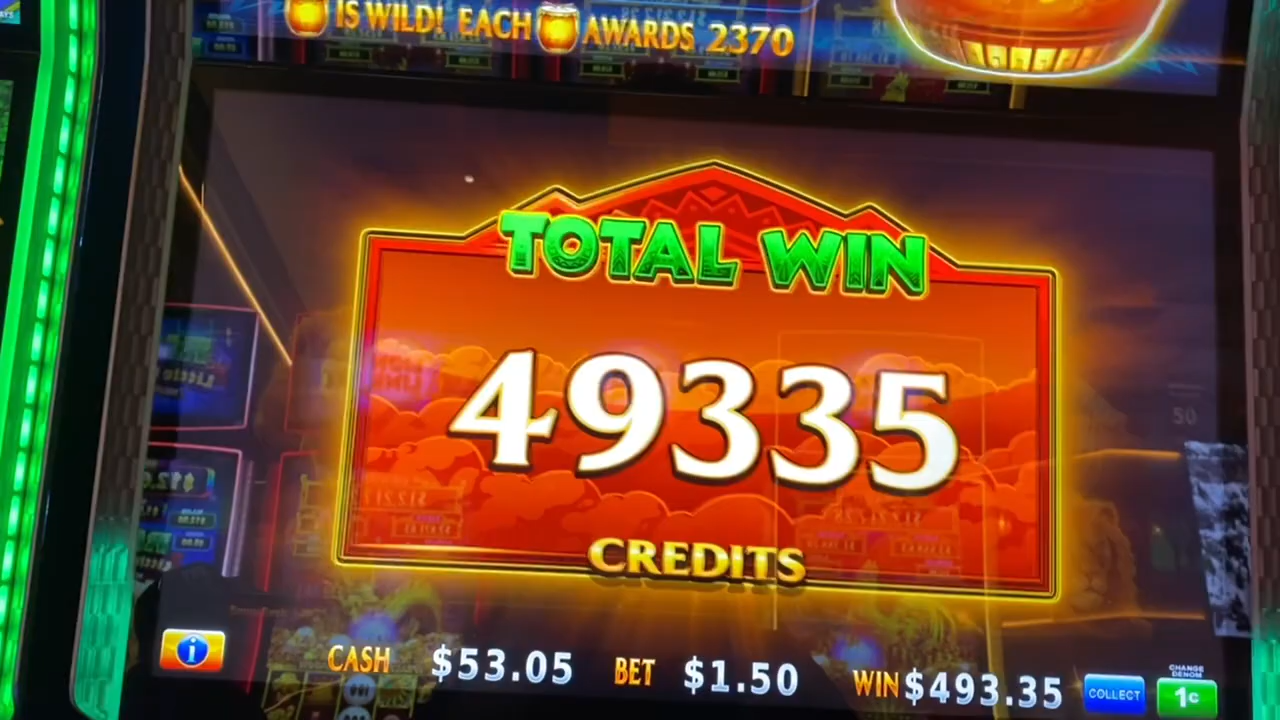 IS WILD! EACH AWARDS 2370
TOTAL WIN
49335
CREDITS
CASH $53.05 BET $1.50 WIN $493.35
COLLECT
CHANGE
DENOM
1¢
50